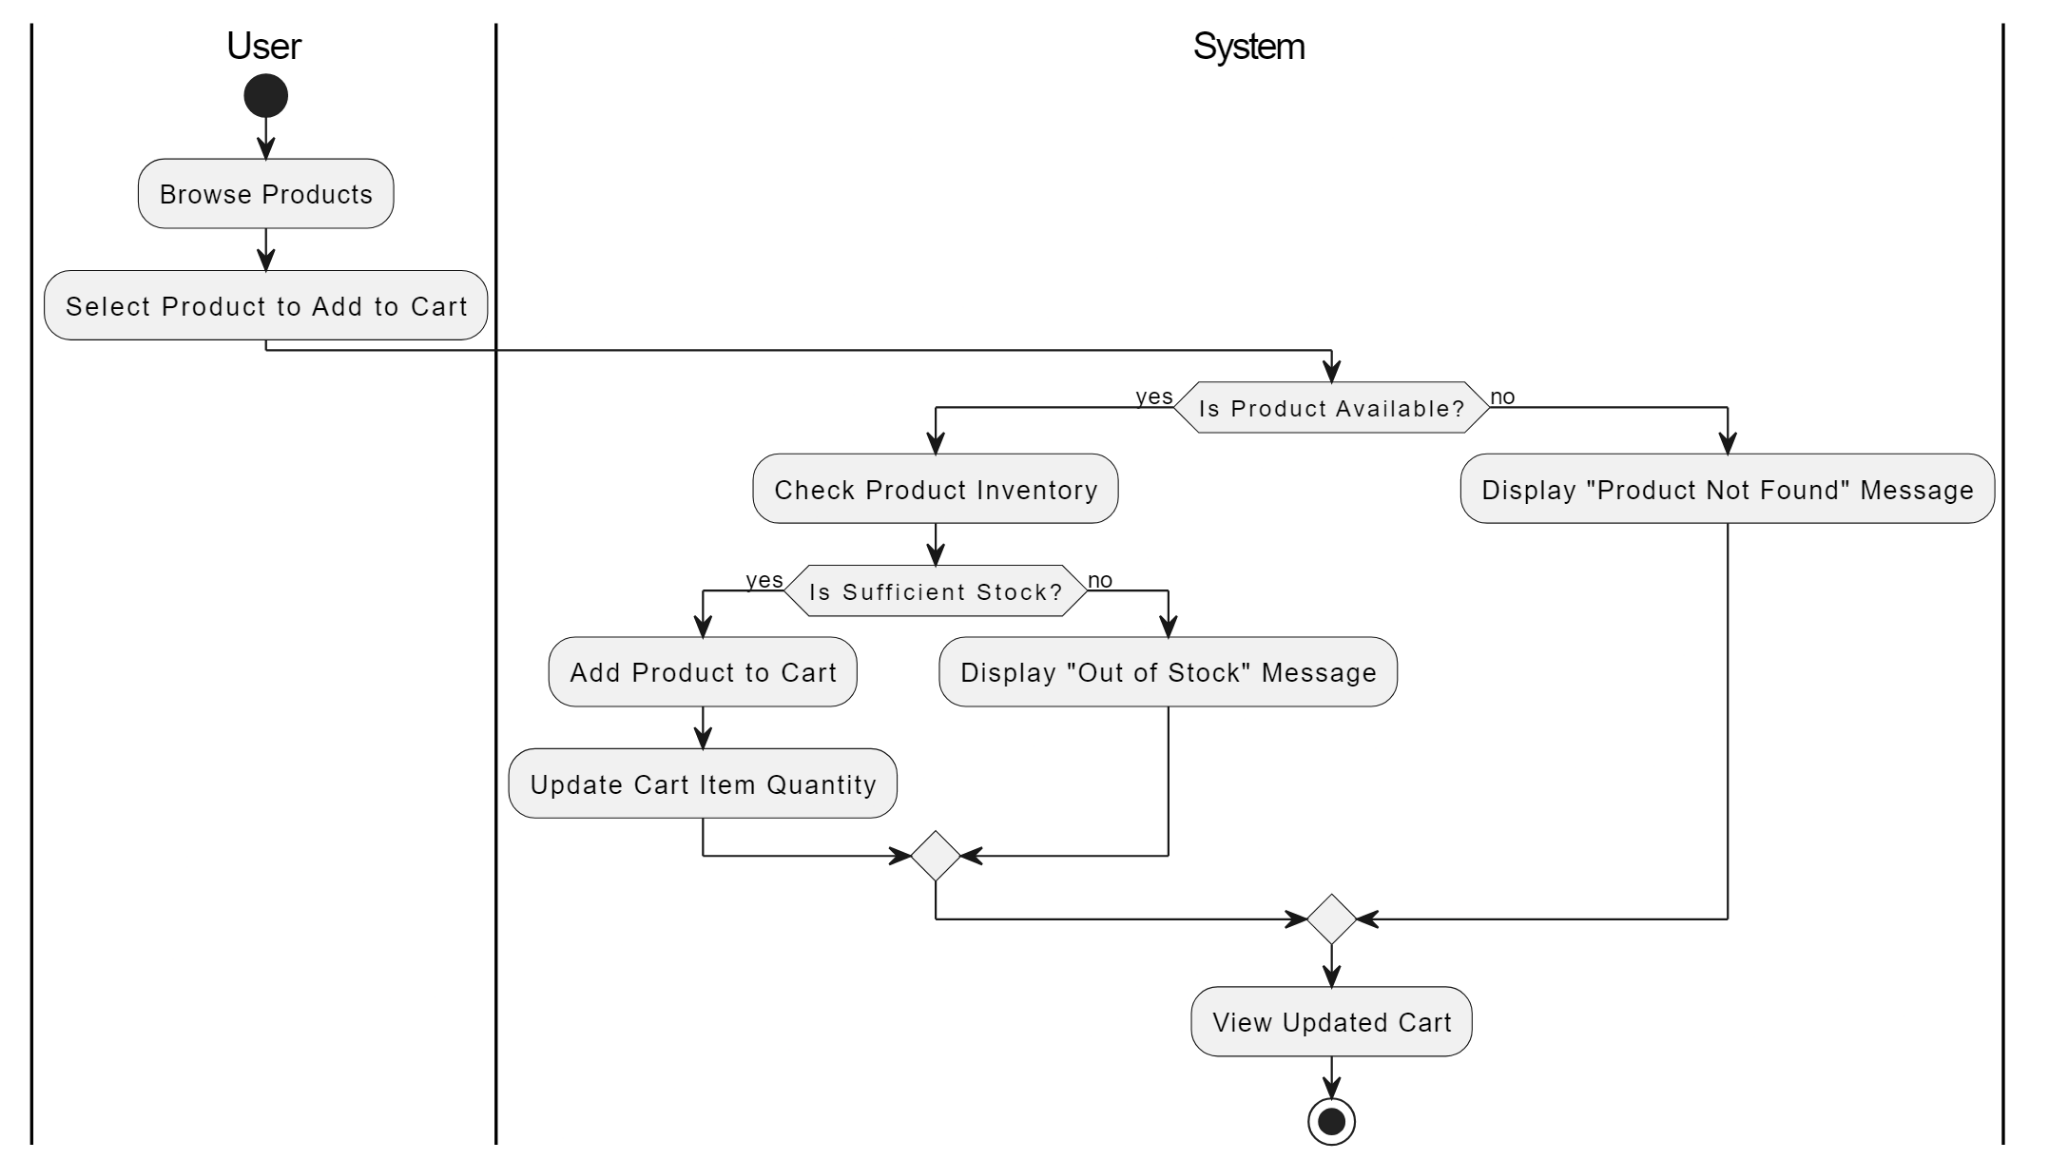 User
System
Browse Products
Select Product to Add to Cart
yes
Is Product Available?
no
Check Product Inventory
Display "Product Not Found" Message
yes
Is Sufficient Stock?
no
Add Product to Cart
Display "Out of Stock" Message
Update Cart Item Quantity
View Updated Cart